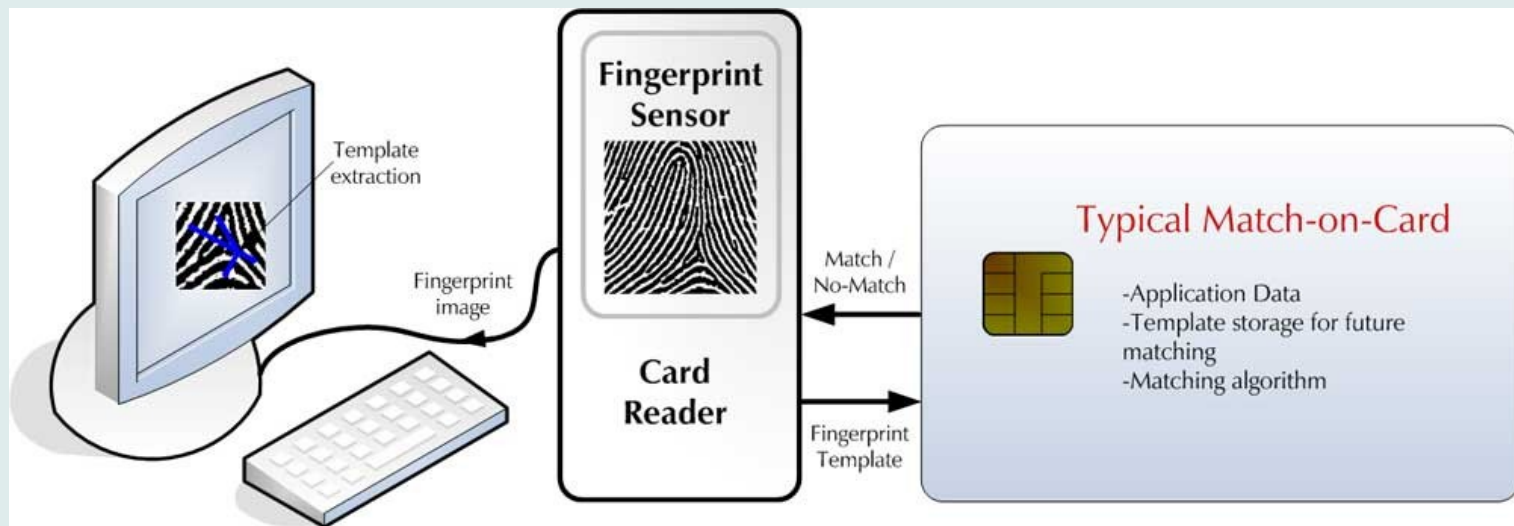 Template
extraction
Fingerprint
image
Fingerprint
Sensor
Card
Reader
Match /
No-Match
Fingerprint
Template
Typical Match-on-Card
-Application Data
-Template storage for future
matching
-Matching algorithm